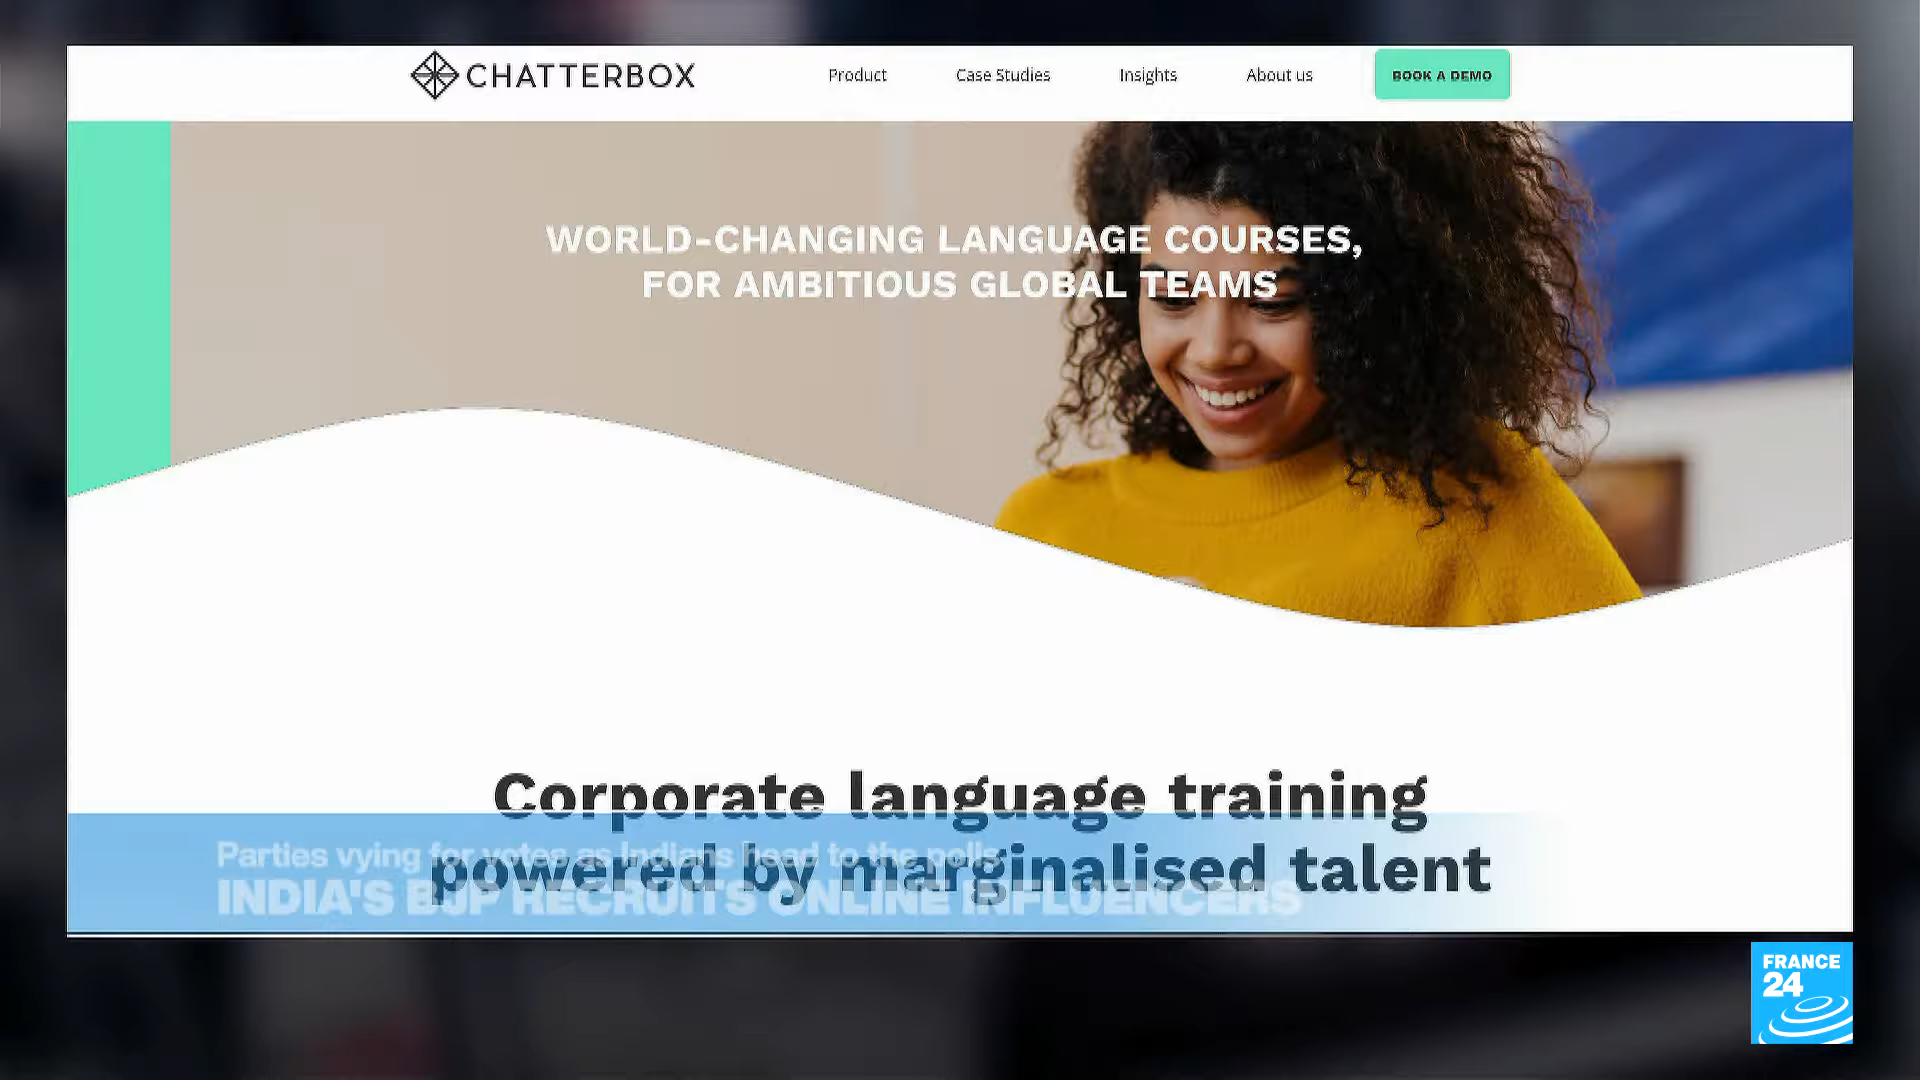 CHATTERBOX
Product
Case Studies
Insights
About us
BOOK A DEMO
WORLD-CHANGING LANGUAGE COURSES,
FOR AMBITIOUS GLOBAL TEAMS
Corporate language training
powered by marginalised talent
Parties vying for votes as Indians head to the polls
INDIA'S BJP RECRUITS ONLINE INFLUENCERS
FRANCE
24